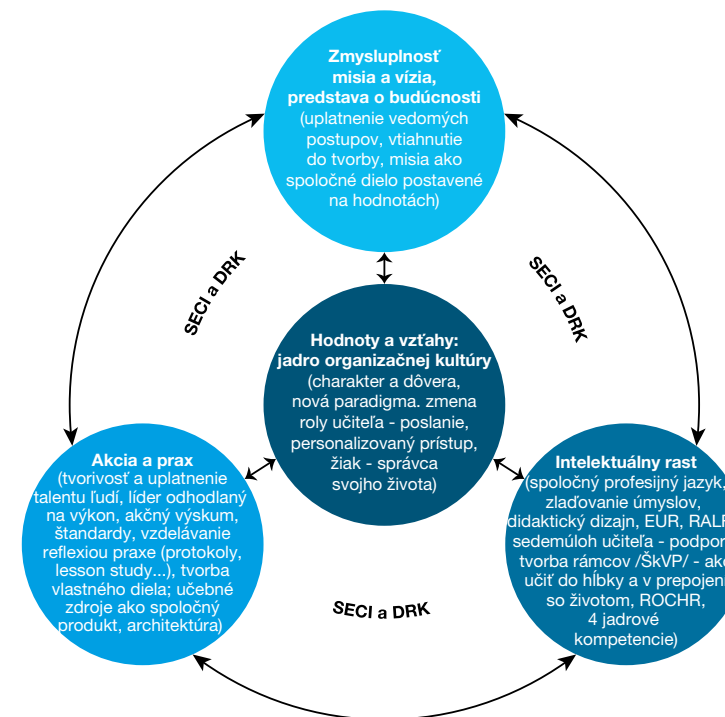 Zmysluplnosť
misia a vízia,
predstava o budúcnosti
(uplatnenie vedomých
postupov, vtiahnutie
do tvorby, misia ako
spoločné dielo postavené
na hodnotách)
SECI a DRK
SECI a DRK
Hodnoty a vzťahy:
jadro organizačnej kultúry
(charakter a dôvera,
nová paradigma. zmena
roly učiteľa - poslanie,
personalizovaný prístup,
žiak - správca
svojho života)
Akcia a prax
(tvorivosť a uplatnenie
talentu ľudí, líder odhodlaný
na výkon, akčný výskum,
štandardy, vzdelávanie
reflexiou praxe (protokoly,
lesson study...), tvorba
vlastného diela; učebné
zdroje ako spoločný
produkt, architektúra)
Intelektuálny rast
(spoločný profesijný jazyk,
zlaďovanie úmyslov,
didaktický dizajn, EUR,
sedemúloh učiteľa -
tvorba rámcov /ŠkVP/ - ako
učiť do hĺbky a v prepojení
so životom, ROCHR,
4 jadrové
kompetencie)
SECI a DRK